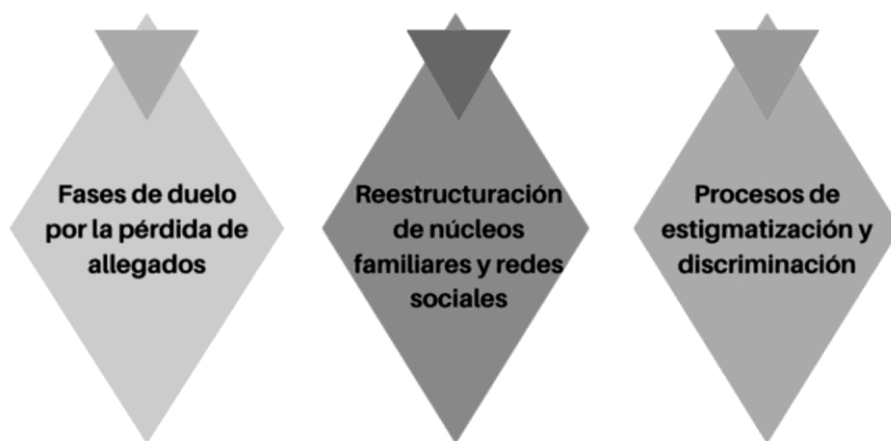 Fases de duelo
por la pérdida de
allegados
Reestructuración
de núcleos
familiares y redes
sociales
Procesos de
estigmatización y
discriminación